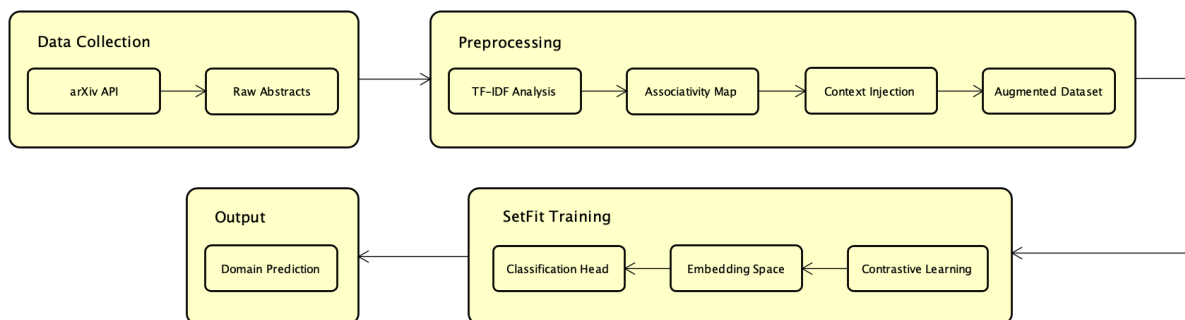 Data Collection
arXiv API
Raw Abstracts
Preprocessing
TF-IDF Analysis
Associativity Map
Context Injection
Augmented Dataset
Output
Domain Prediction
SetFit Training
Classification Head
Embedding Space
Contrastive Learning